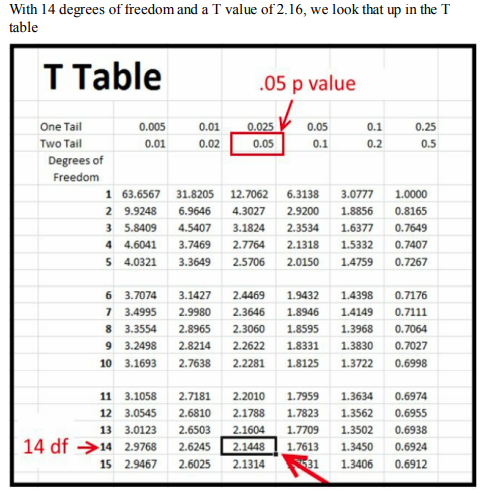 With 14 degrees of freedom and a T value of 2.16, we look that up in the T
table
T Table
.05 p value
One Tail 0.005 0.01 0.025 0.05 0.1 0.25
Two Tail 0.01 0.02 0.05 0.1 0.2 0.5
Degrees of
Freedom
1 63.6567 31.8205 12.7062 6.3138 3.0777 1.0000
2 9.9248 6.9646 4.3027 2.9200 1.8856 0.8165
3 5.8409 4.5407 3.1824 2.3534 1.6377 0.7649
4 4.6041 3.7469 2.7764 2.1318 1.5332 0.7407
5 4.0321 3.3649 2.5706 2.0150 1.4759 0.7267
6 3.7074 3.1427 2.4469 1.9432 1.4398 0.7176
7 3.4995 2.9980 2.3646 1.8946 1.4149 0.7111
8 3.3554 2.8965 2.3060 1.8595 1.3968 0.7064
9 3.2498 2.8214 2.2622 1.8331 1.3830 0.7027
10 3.1693 2.7638 2.2281 1.8125 1.3722 0.6998
11 3.1058 2.7181 2.2010 1.7959 1.3634 0.6974
12 3.0545 2.6810 2.1788 1.7823 1.3562 0.6955
13 3.0123 2.6503 2.1604 1.7709 1.3502 0.6938
14 df 14 2.9768 2.6245 2.1448 1.7613 1.3450 0.6924
15 2.9467 2.6025 2.1314 1.3406 0.6912